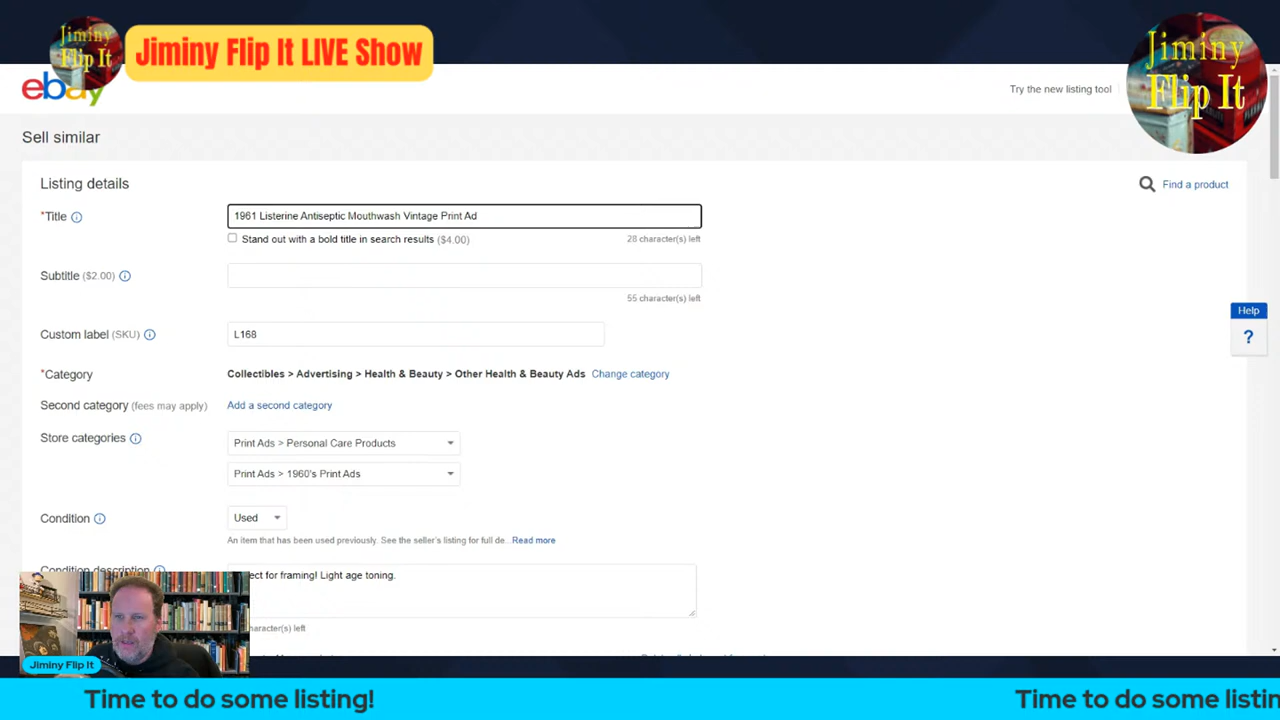 Jiminy Flip It
Jiminy Flip It LIVE Show
Jiminy Flip It
ebay
Try the new listing tool
Sell similar
Listing details
Find a product
*Title
1961 Listerine Antiseptic Mouthwash Vintage Print Ad
Stand out with a bold title in search results ($4.00)
28 character(s) left
Subtitle ($2.00)
55 character(s) left
Help
?
Custom label (SKU)
L168
*Category
Collectibles > Advertising > Health & Beauty > Other Health & Beauty Ads
Change category
Second category (fees may apply)
Add a second category
Store categories
Print Ads > Personal Care Products
Print Ads > 1960's Print Ads
Condition
Used
An item that has been used previously. See the seller's listing for full de... Read more
Condition description
for framing! Light age toning.
left
Jiminy Flip It
Time to do some listing!
Time to do some